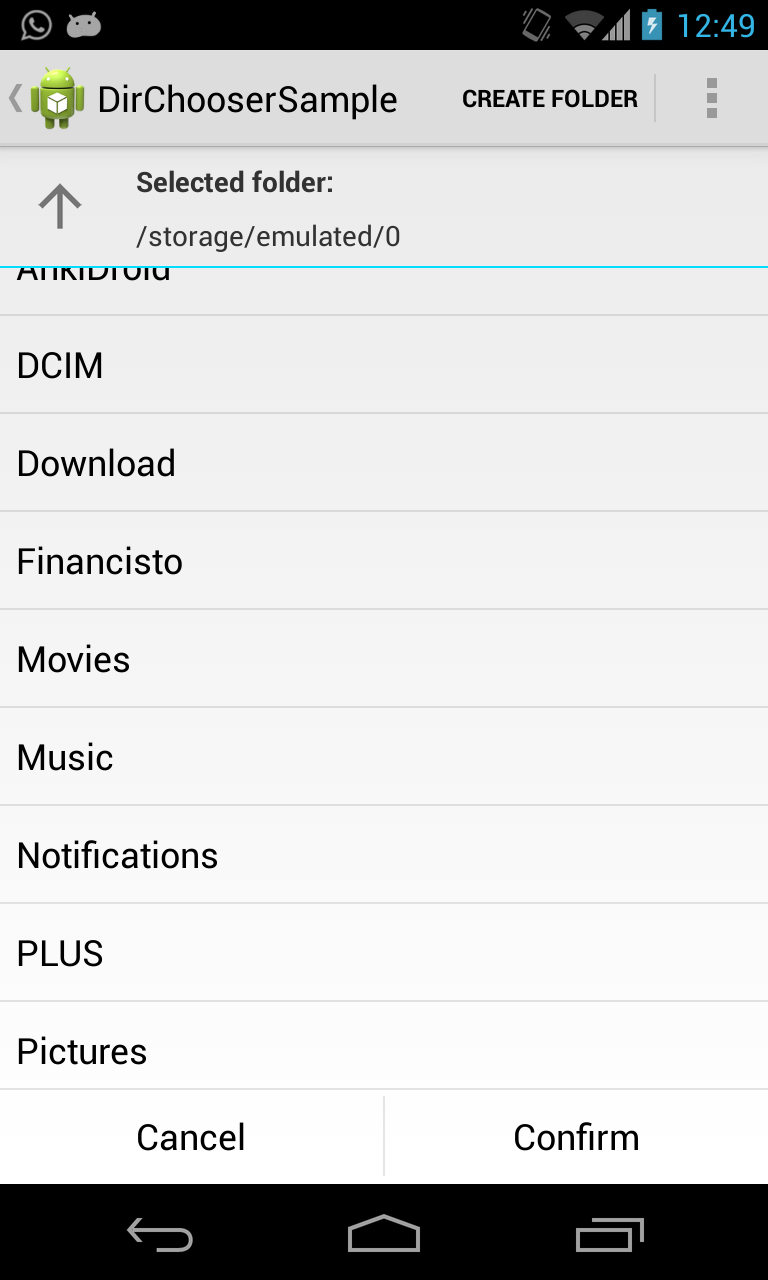 12:49
DirChooserSample
CREATE FOLDER
Selected folder:
/storage/emulated/0
AnkiDroid
DCIM
Download
Financisto
Movies
Music
Notifications
PLUS
Pictures
Cancel
Confirm